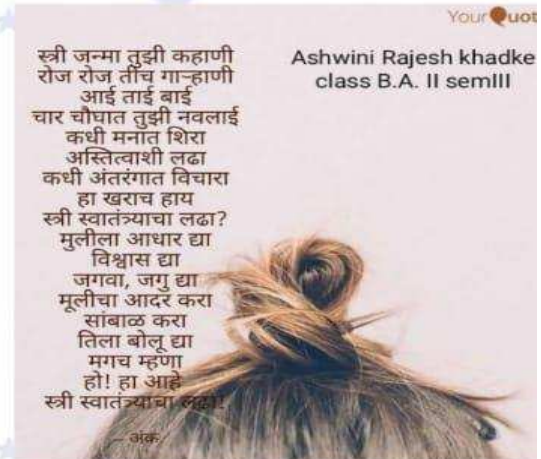 YourQuot
Ashwini Rajesh khadke
class B.A. II semIII
स्त्री जन्मा तुझी कहाणी
रोज रोज तीच गाऱ्हाणी
आई ताई बाई
चार चौघात तुझी नवलाई
कधी मनात शिरा
अस्तित्वाशी लढा
कधी अंतरंगात विचारा
हा खराच हाय
स्त्री स्वातंत्र्याचा लढा?
मुलीला आधार द्या
विश्वास द्या
जगवा, जगु द्या
मूलीचा आदर करा
सांबाळ करा
तिला बोलू द्या
मगच म्हणा
हो! हा आहे
स्त्री स्वातंत्र्याचा लढा!
– अंक